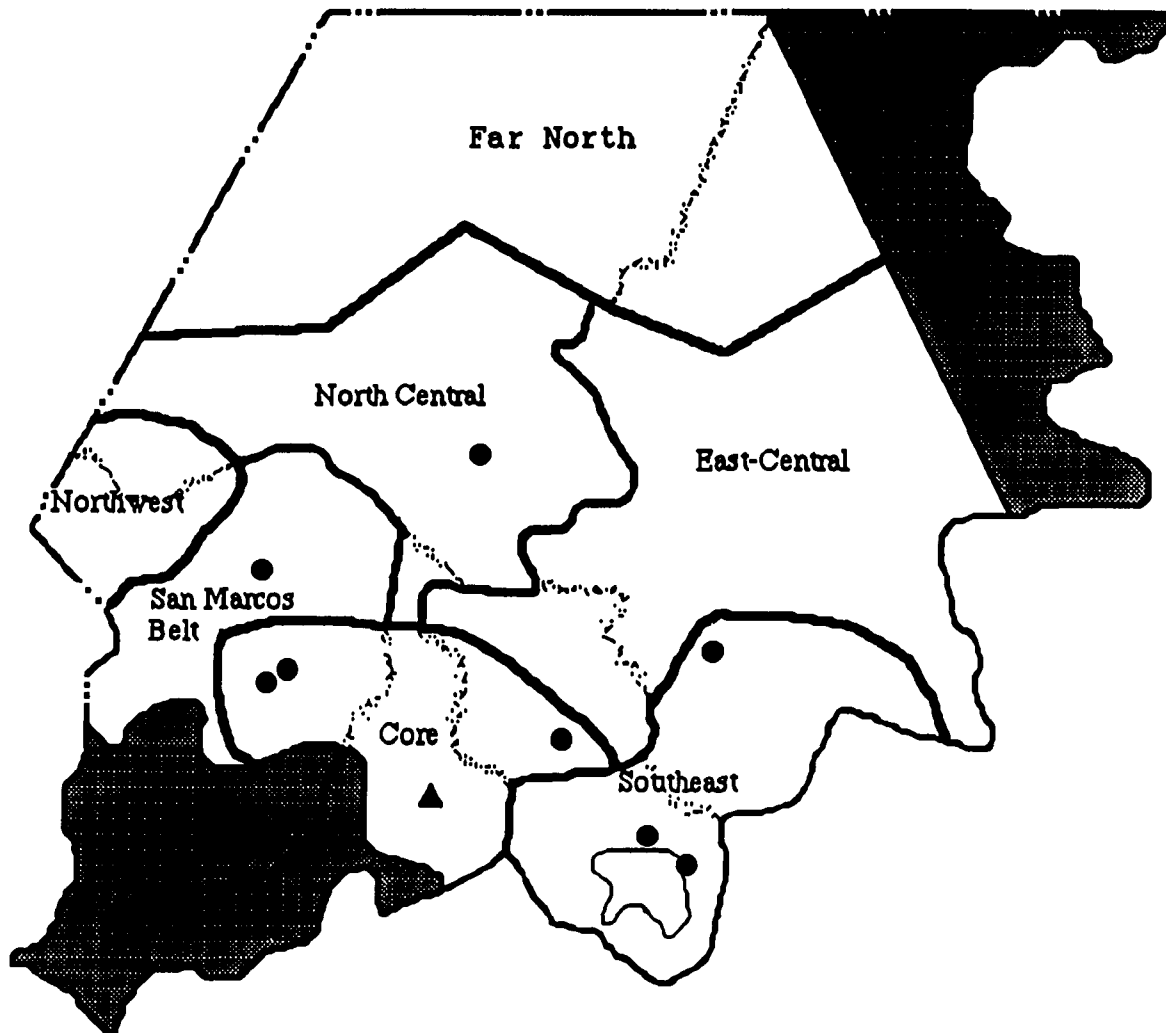 Far North
North Central
East-Central
Northwest
San Marcos
Belt
Core
Southeast